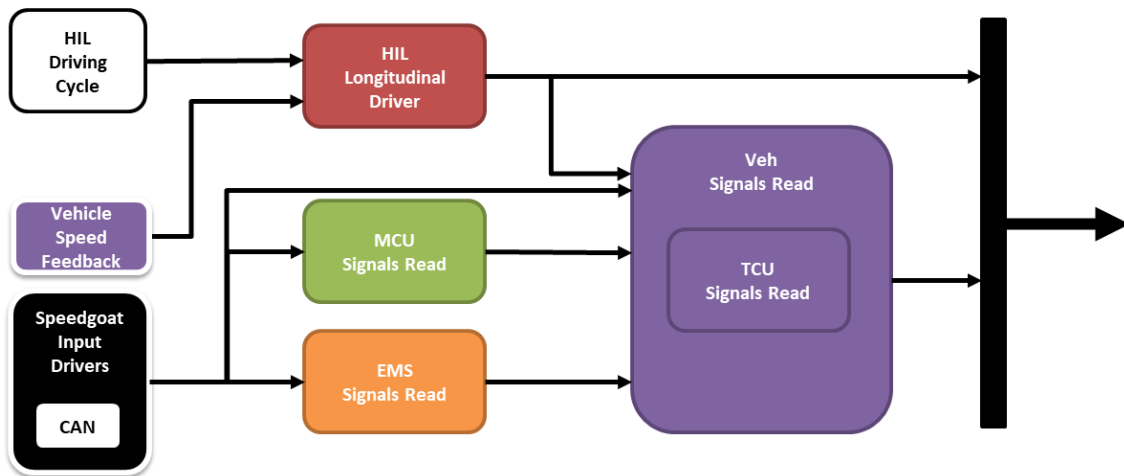 HIL
Driving
Cycle
HIL
Longitudinal
Driver
Veh
Signals Read
Vehicle
Speed
Feedback
MCU
Signals Read
TCU
Signals Read
Speedgoat
Input
Drivers
CAN
EMS
Signals Read